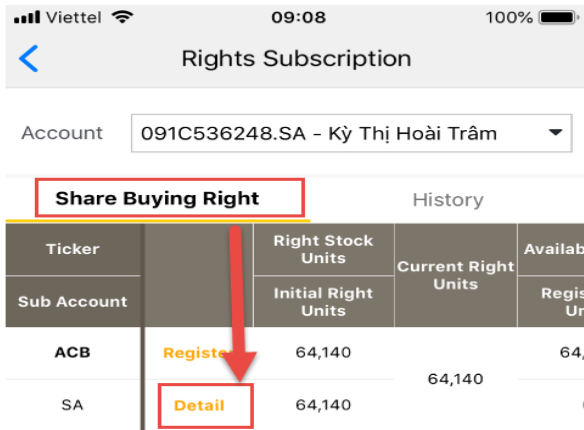 Viettel 09:08 100%
Rights Subscription
Account 091C536248.SA - Kỳ Thị Hoài Trâm
Share Buying Right History
Ticker Right Stock Units Current Right Units
Sub Account Initial Right Units
ACB 64,140 64,140
SA Detail 64,140